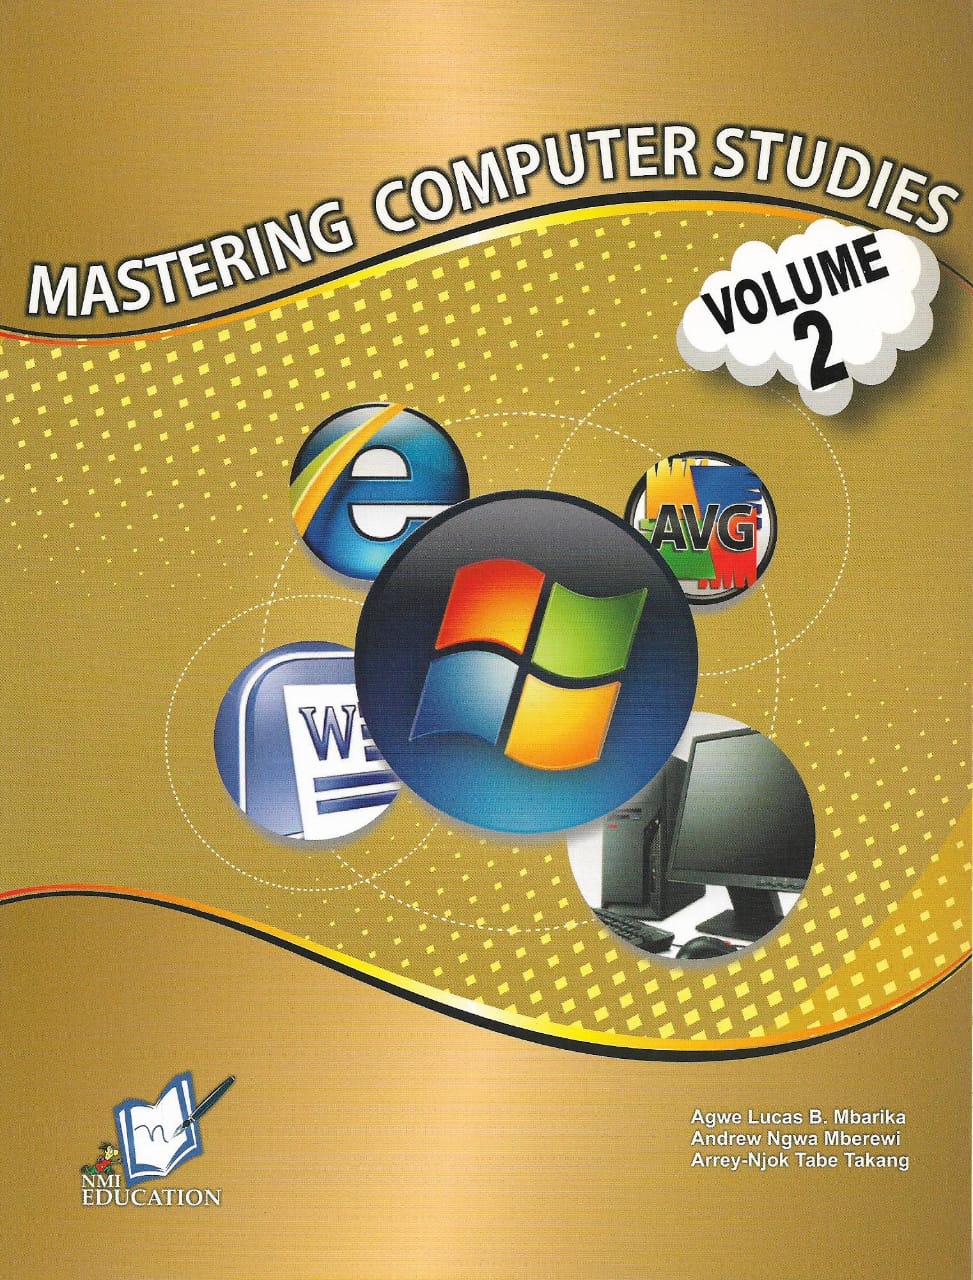 MASTERING COMPUTER STUDIES
VOLUME
2
e
AVG
W
Agwe Lucas B. Mbarika
Andrew Ngwa Mberewi
Arrey-Njok Tabe Takang
n
NMI
EDUCATION